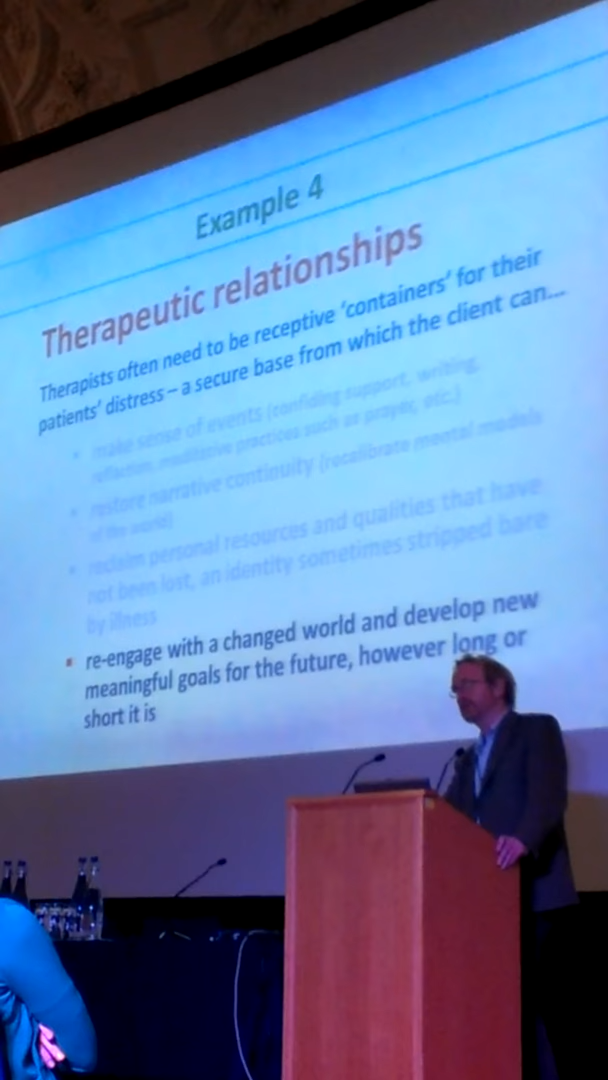 Example 4
Therapeutic relationships
Therapists often need to be receptive 'containers' for their
patients' distress – a secure base from which the client can...
• make sense of events (confiding support, writing,
reflection, meditative practices such as prayer, etc.)
• restore narrative continuity (recalibrate mental models
of the world)
• reclaim personal resources and qualities that have
not been lost, an identity sometimes stripped bare
by illness
▪ re-engage with a changed world and develop new
meaningful goals for the future, however long or
short it is